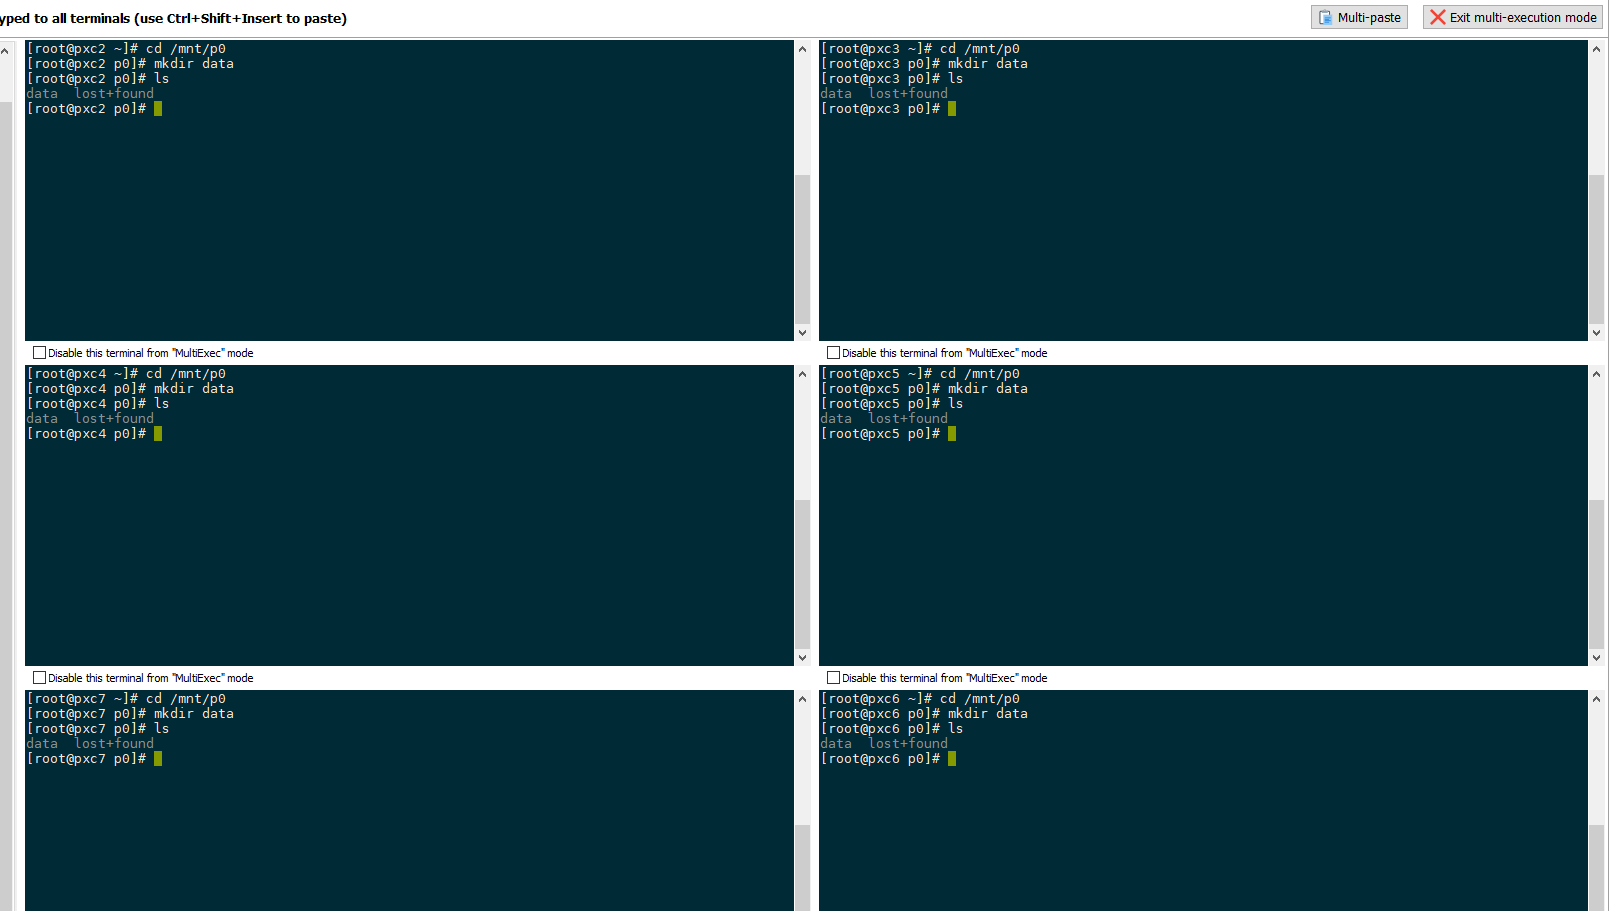 yped to all terminals (use Ctrl+Shift+Insert to paste)
Multi-paste
Exit multi-execution mode
[root@pxc2 ~]# cd /mnt/p0
[root@pxc2 p0]# mkdir data
[root@pxc2 p0]# ls
data  lost+found
[root@pxc2 p0]#
[root@pxc3 ~]# cd /mnt/p0
[root@pxc3 p0]# mkdir data
[root@pxc3 p0]# ls
data  lost+found
[root@pxc3 p0]#
Disable this terminal from "MultiExec" mode
Disable this terminal from "MultiExec" mode
[root@pxc4 ~]# cd /mnt/p0
[root@pxc4 p0]# mkdir data
[root@pxc4 p0]# ls
data  lost+found
[root@pxc4 p0]#
[root@pxc5 ~]# cd /mnt/p0
[root@pxc5 p0]# mkdir data
[root@pxc5 p0]# ls
data  lost+found
[root@pxc5 p0]#
Disable this terminal from "MultiExec" mode
Disable this terminal from "MultiExec" mode
[root@pxc7 ~]# cd /mnt/p0
[root@pxc7 p0]# mkdir data
[root@pxc7 p0]# ls
data  lost+found
[root@pxc7 p0]#
[root@pxc6 ~]# cd /mnt/p0
[root@pxc6 p0]# mkdir data
[root@pxc6 p0]# ls
data  lost+found
[root@pxc6 p0]#